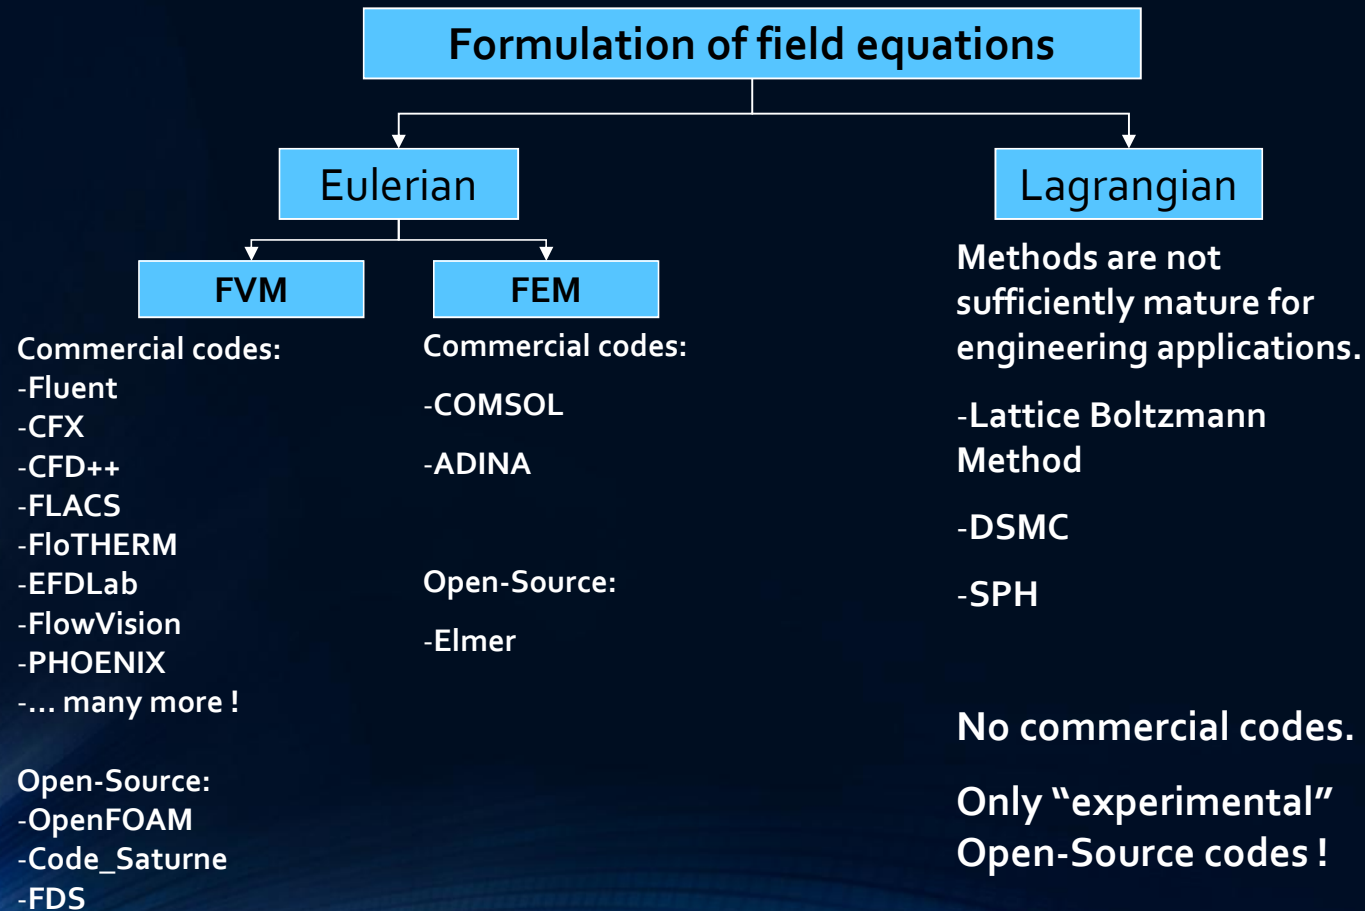 Formulation of field equations
Eulerian
Lagrangian
FVM
FEM
Commercial codes:
-Fluent
-CFX
-CFD++
-FLACS
-FloTHERM
-EFDLab
-FlowVision
-PHOENIX
-... many more !
Open-Source:
-OpenFOAM
-Code_Saturne
-FDS
Commercial codes:
-COMSOL
-ADINA
Open-Source:
-Elmer
Methods are not
sufficiently mature for
engineering applications.
-Lattice Boltzmann
Method
-DSMC
-SPH
No commercial codes.
Only “experimental”
Open-Source codes !